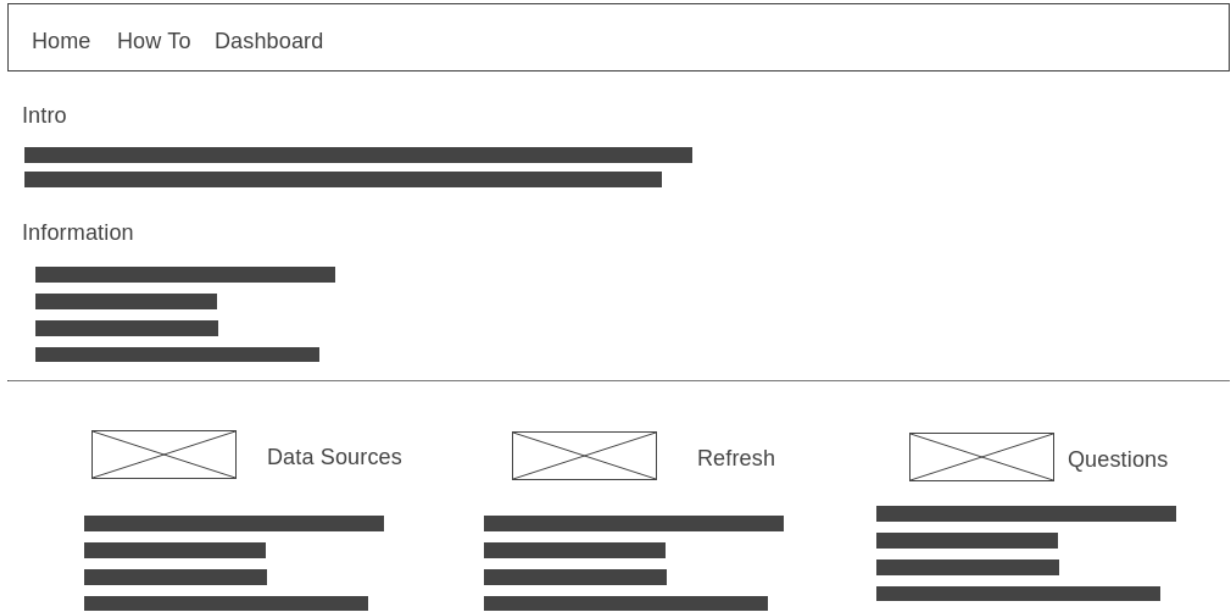 Home How To Dashboard
Intro
Information
Data Sources Refresh Questions